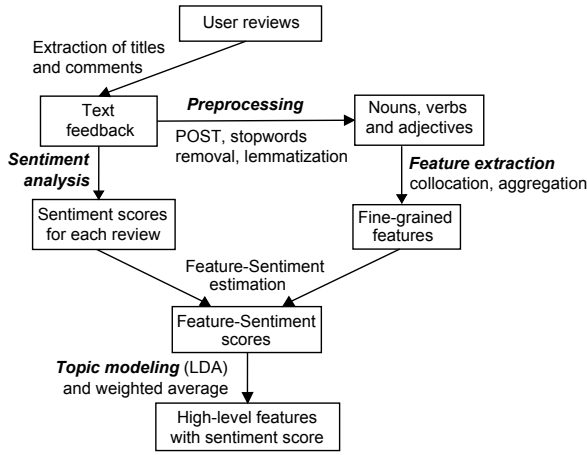 User reviews
Extraction of titles
and comments
Text
feedback
Preprocessing
POST, stopwords
removal, lemmatization
Nouns, verbs
and adjectives
Sentiment
analysis
Feature extraction
collocation, aggregation
Sentiment scores
for each review
Fine-grained
features
Feature-Sentiment
estimation
Feature-Sentiment
scores
Topic modeling (LDA)
and weighted average
High-level features
with sentiment score